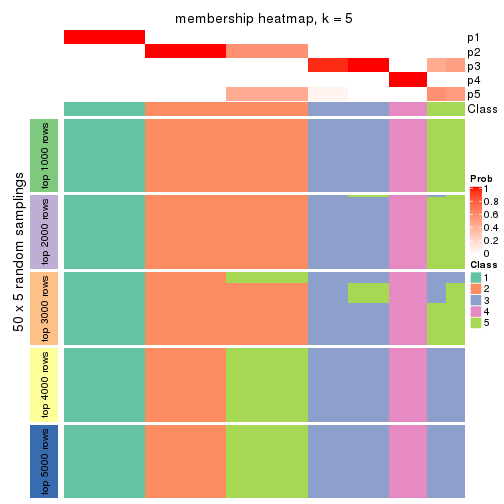 membership heatmap, k = 5
p1
p2
p3
p4
p5
Class
50 x 5 random samplings
top 1000 rows
top 2000 rows
top 3000 rows
top 4000 rows
top 5000 rows
Prob
1
0.8
0.6
0.4
0.2
0
Class
1
2
3
4
5